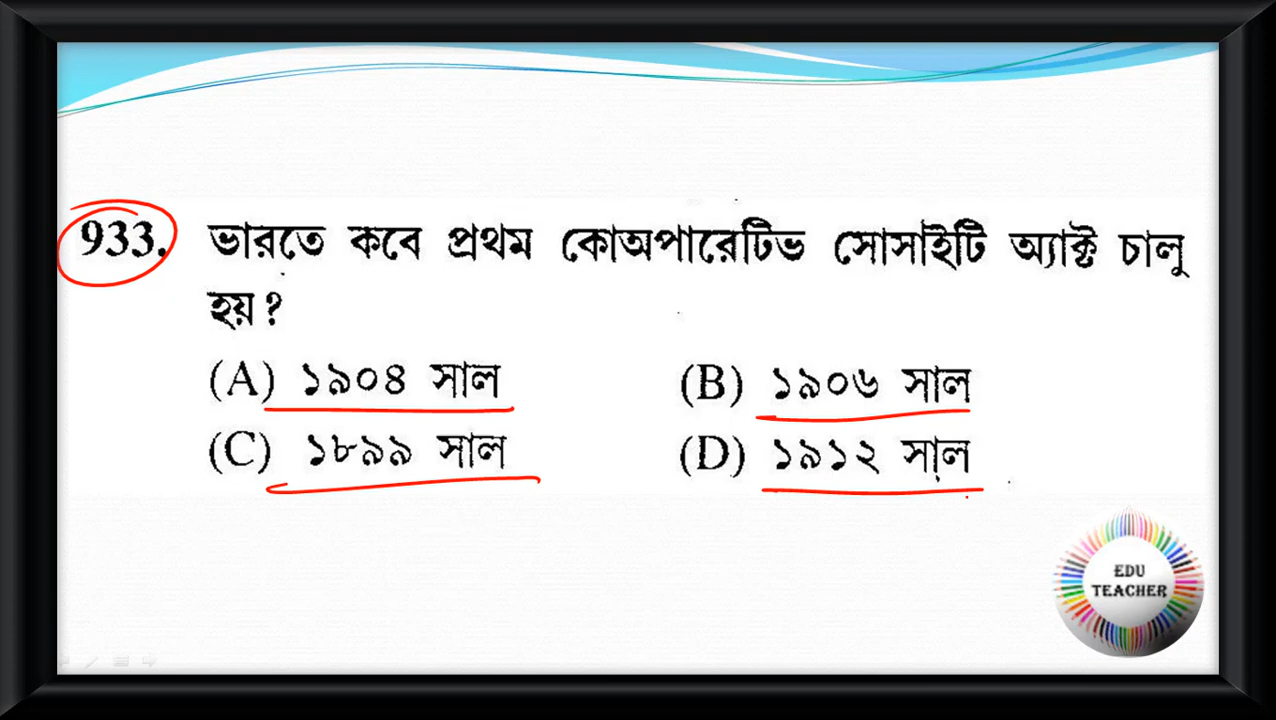 933. ভারতে কবে প্রথম কোঅপারেটিভ সোসাইটি অ্যাক্ট চালু
হয়?
(A) ১৯০৪ সাল (B) ১৯০৬ সাল
(C) ১৮৯৯ সাল (D) ১৯১২ সাল
EDU
TEACHER